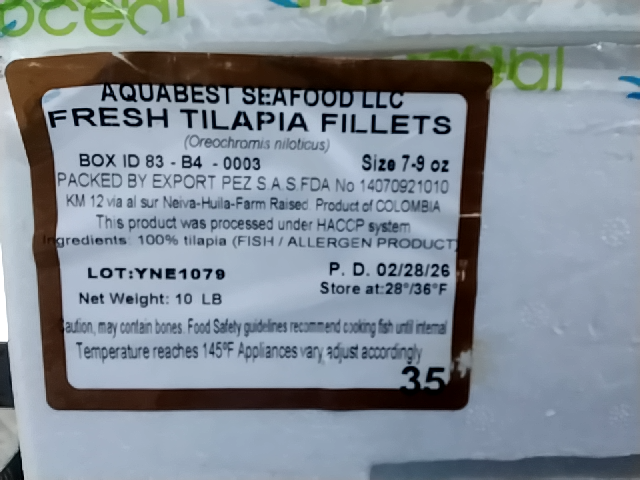 ocean
AQUABEST SEAFOOD LLC
FRESH TILAPIA FILLETS
(Oreochromis niloticus)
BOX ID 83 - B4 - 0003 Size 7-9 oz
PACKED BY EXPORT PEZ S.A.S.FDA No 14070921010
KM 12 via al sur Neiva-Huila-Farm Raised Product of COLOMBIA
This product was processed under HACCP system
Ingredients: 100% tilapia (FISH / ALLERGEN PRODUCT)
LOT:YNE1079 P. D. 02/28/26
Net Weight: 10 LB Store at:28°/36°F
Caution, may contain bones. Food Safety guidelines recommend cooking fish until internal
Temperature reaches 145ºF Appliances vary, adjust accordingly
35